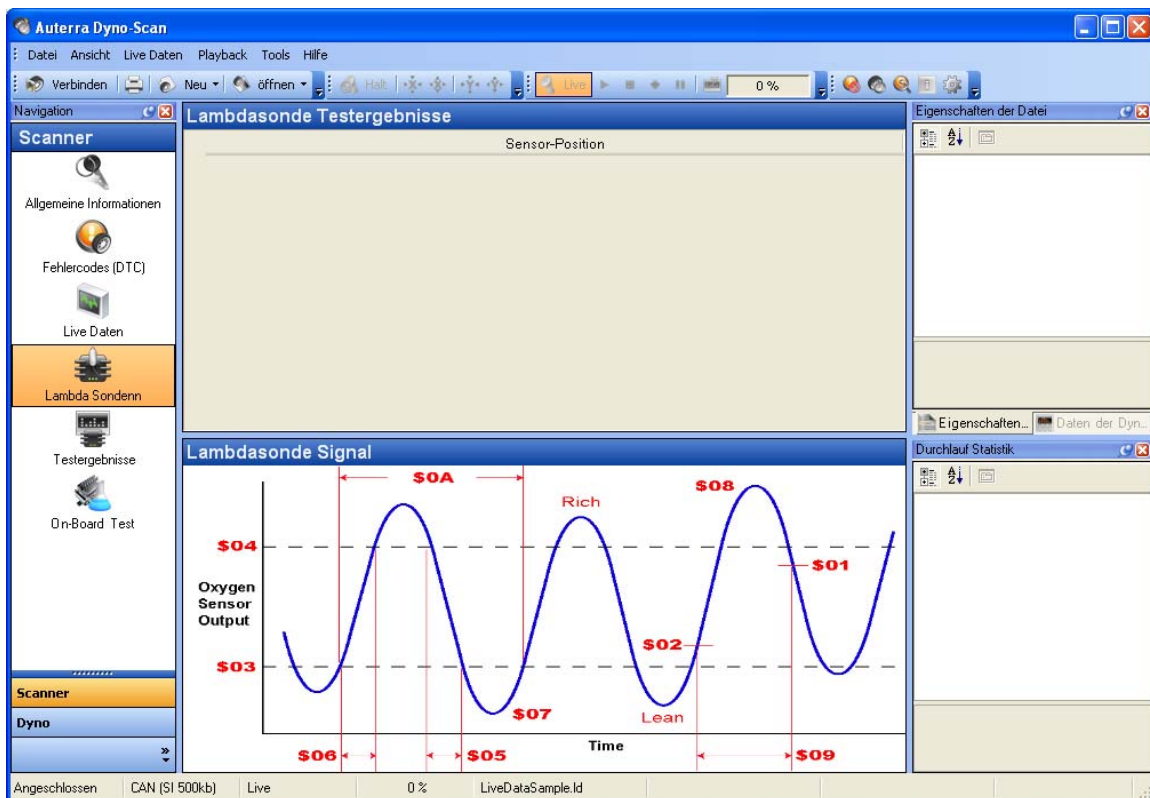 Auterra Dyno-Scan
Datei Ansicht Live Daten Playback Tools Hilfe
Verbinden Neu öffnen Halt Live 0 %
Navigation
Scanner
Allgemeine Informationen
Fehlercodes (DTC)
Live Daten
Lambda Sondenn
Testergebnisse
On-Board Test
Scanner
Dyno
Lambdasonde Testergebnisse
Sensor-Position
Lambdasonde Signal
$0A
Rich
$08
$04
$01
Oxygen
Sensor
Output
$02
$03
$07
Lean
Time
$06
$05
$09
Eigenschaften der Datei
Eigenschaften... Daten der Dyn...
Durchlauf Statistik
Angeschlossen CAN (SI 500kb) Live 0 % LiveDataSample.ld